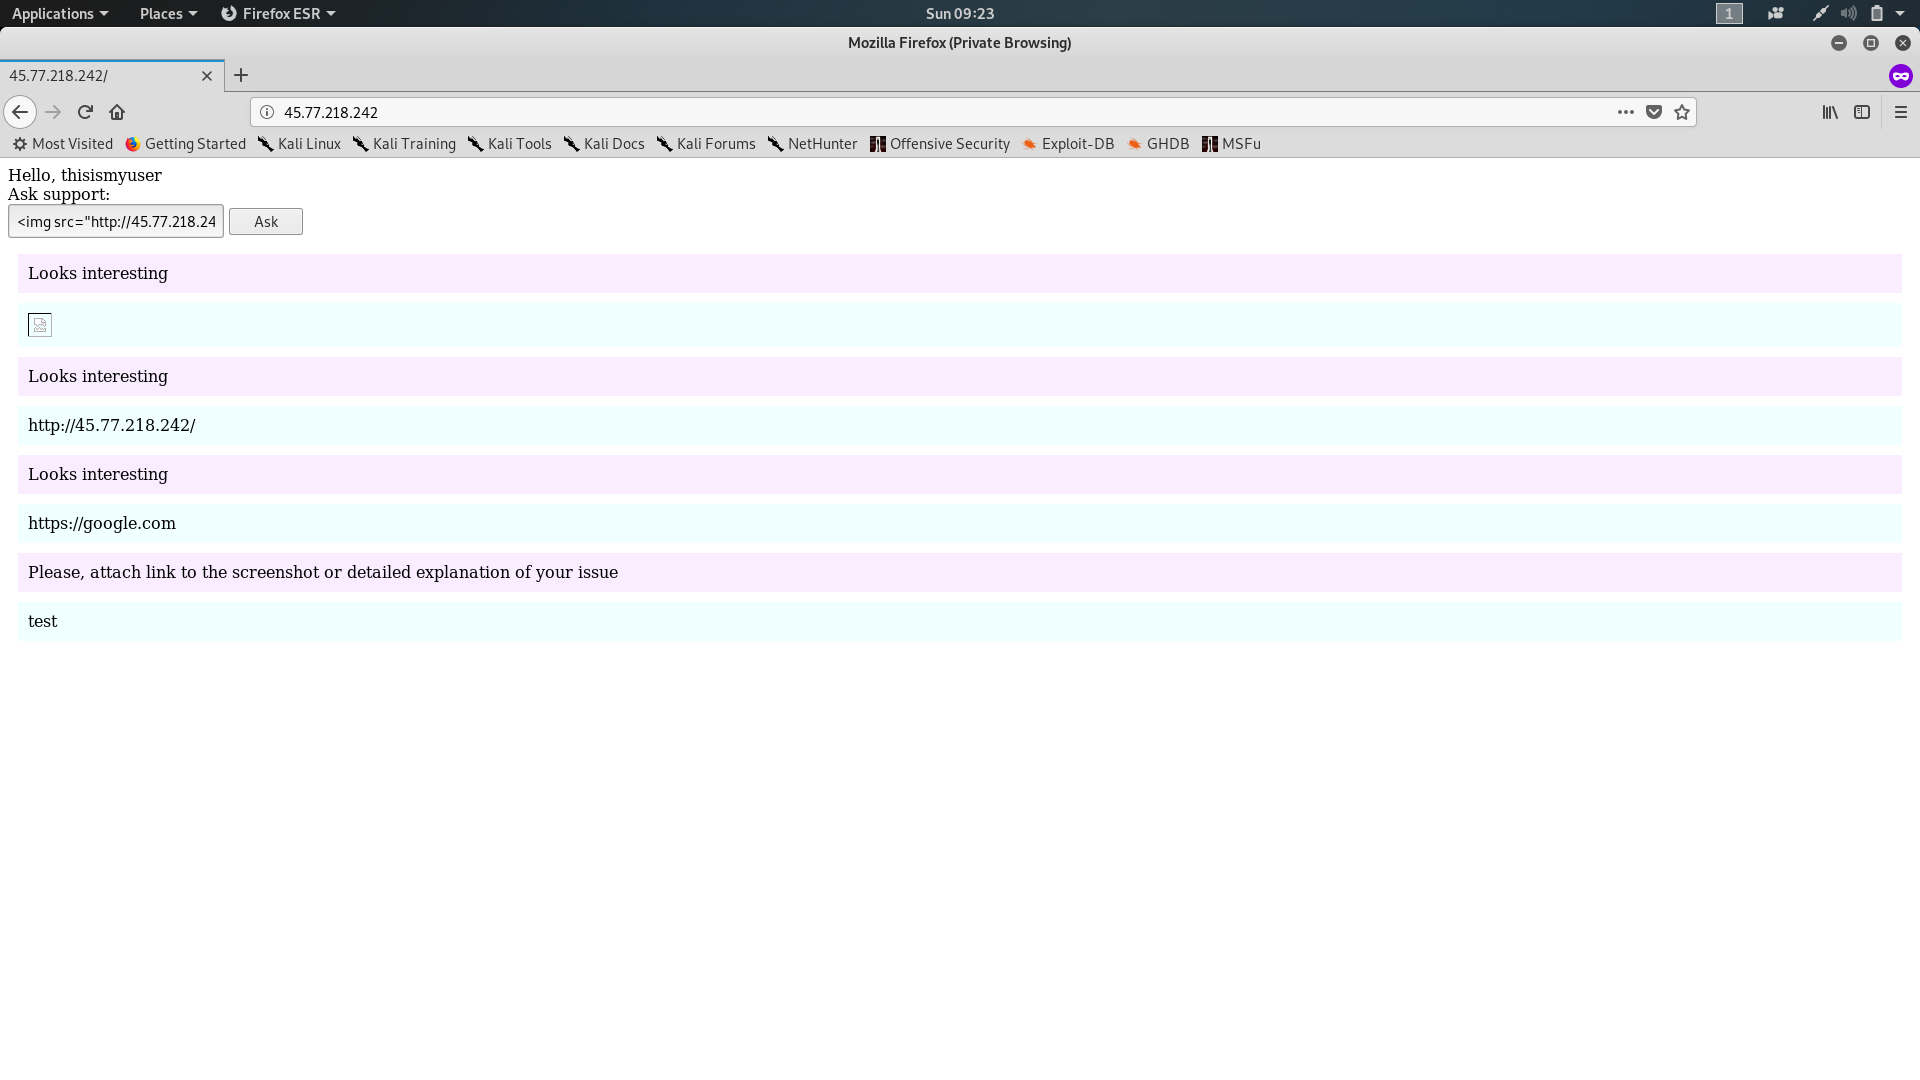 Applications Places Firefox ESR Sun 09:23 1
Mozilla Firefox (Private Browsing)
45.77.218.242/
45.77.218.242
Most Visited Getting Started Kali Linux Kali Training Kali Tools Kali Docs Kali Forums NetHunter Offensive Security Exploit-DB GHDB MSFu
Hello, thisismyuser
Ask support:
<img src="http://45.77.218.24 Ask
Looks interesting
Looks interesting
http://45.77.218.242/
Looks interesting
https://google.com
Please, attach link to the screenshot or detailed explanation of your issue
test